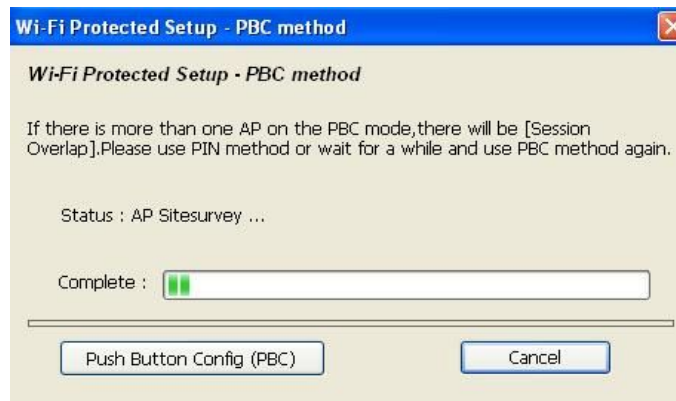 Wi-Fi Protected Setup - PBC method
Wi-Fi Protected Setup - PBC method
If there is more than one AP on the PBC mode,there will be [Session
Overlap].Please use PIN method or wait for a while and use PBC method again.
Status : AP Sitesurvey ...
Complete :
Push Button Config (PBC)
Cancel